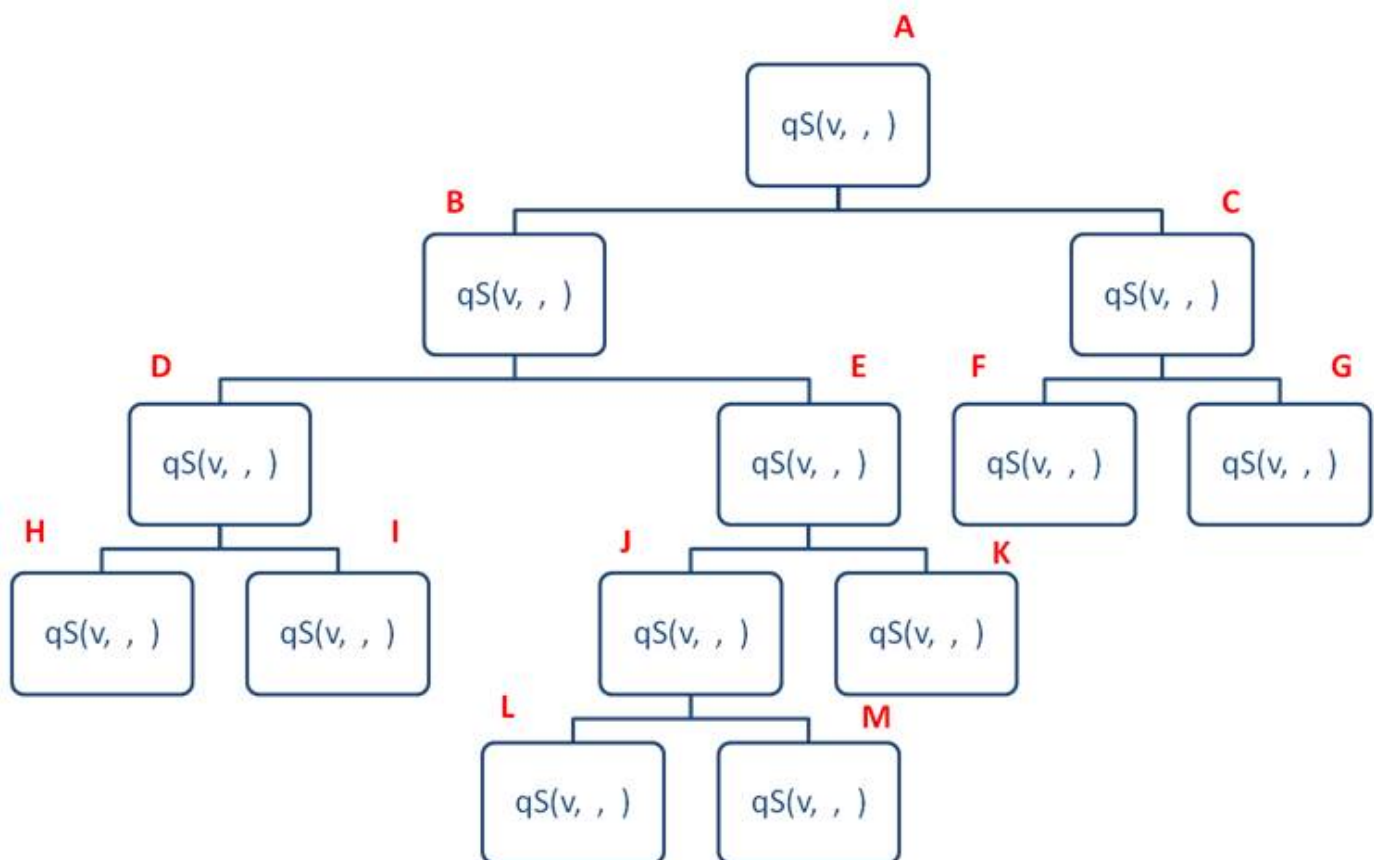 A
qS(v, , )
B
C
qS(v, , )
qS(v, , )
D
E
F
G
qS(v, , )
qS(v, , )
qS(v, , )
qS(v, , )
H
I
J
K
qS(v, , )
qS(v, , )
qS(v, , )
qS(v, , )
L
M
qS(v, , )
qS(v, , )